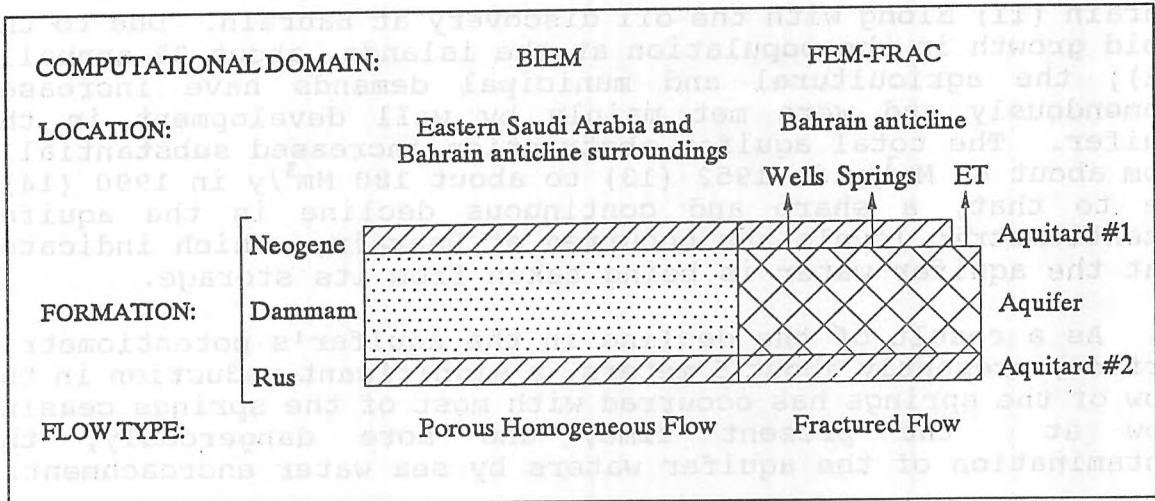 COMPUTATIONAL DOMAIN: BIEM FEM-FRAC
LOCATION: Eastern Saudi Arabia and Bahrain anticline
Bahrain anticline surroundings
Wells Springs ET
Neogene Aquitard #1
FORMATION: Dammam Aquifer
Rus Aquitard #2
FLOW TYPE: Porous Homogeneous Flow Fractured Flow